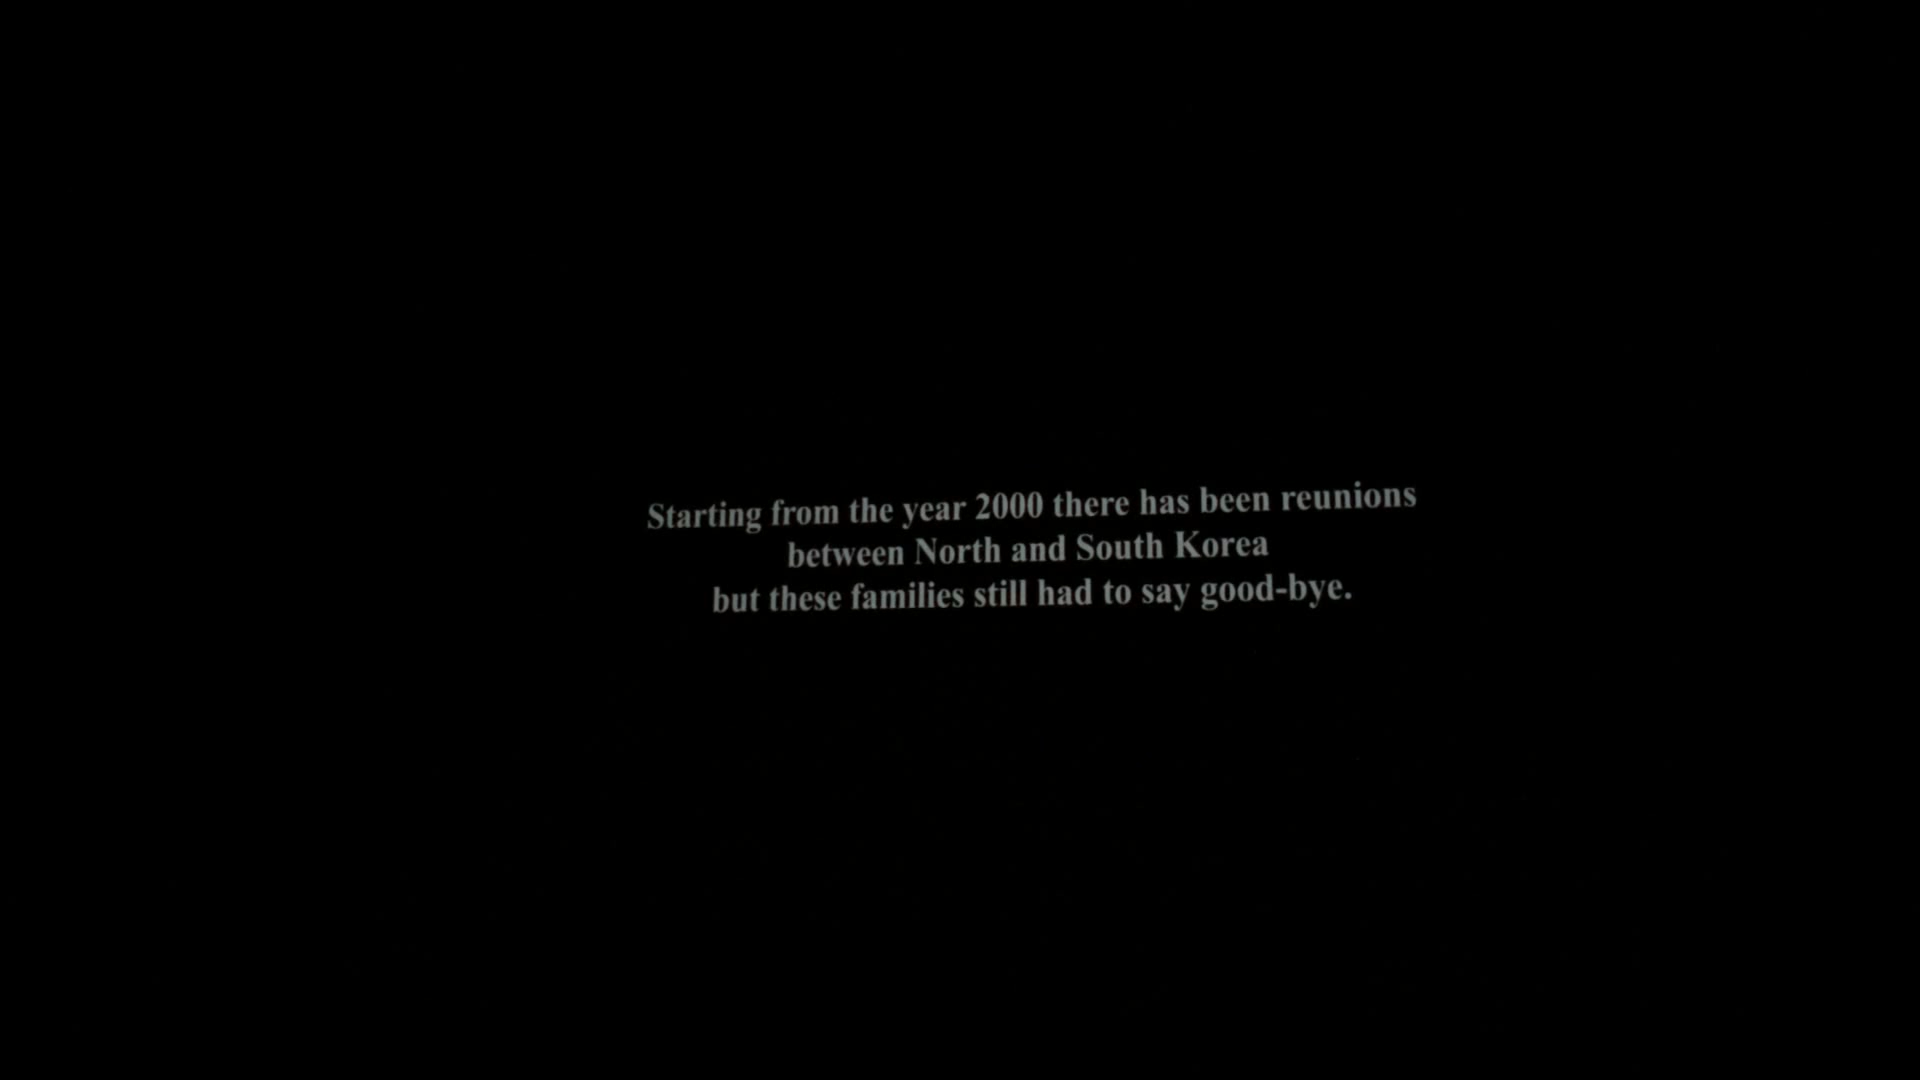 Starting from the year 2000 there has been reunions
between North and South Korea
but these families still had to say good-bye.